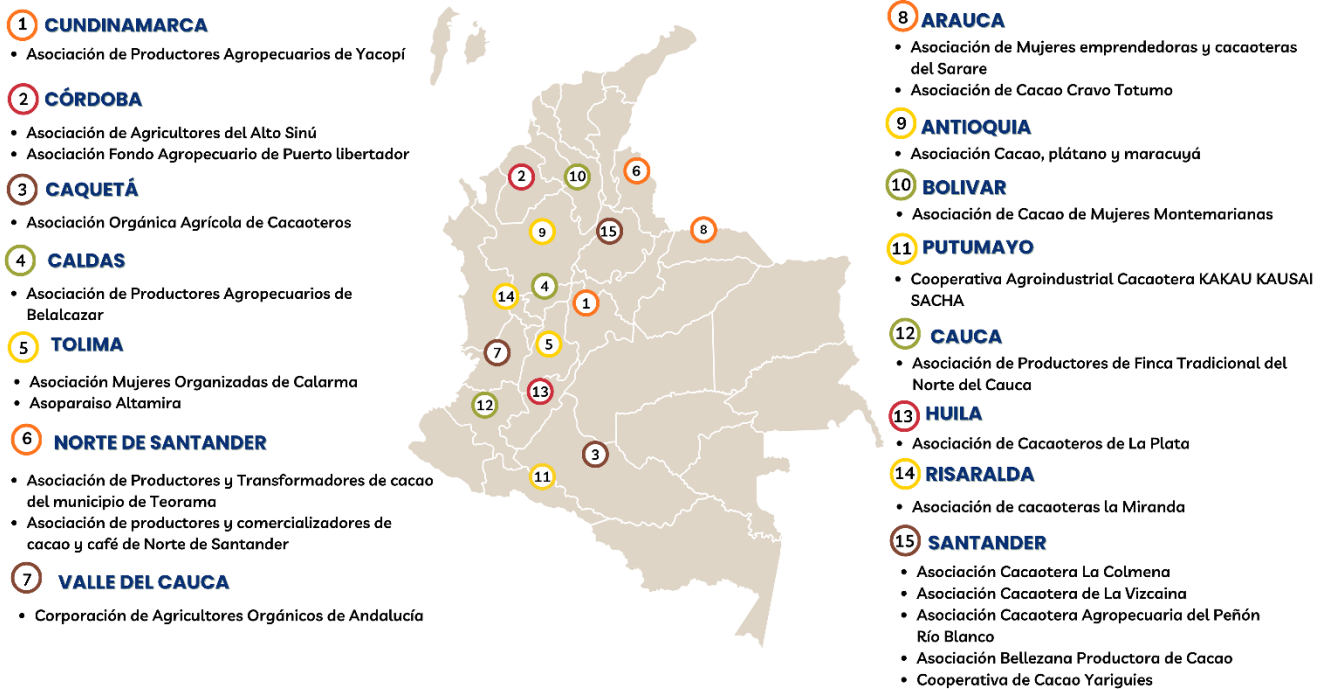 1 CUNDINAMARCA
• Asociación de Productores Agropecuarios de Yacopí
2 CÓRDOBA
• Asociación de Agricultores del Alto Sinú
• Asociación Fondo Agropecuario de Puerto libertador
3 CAQUETÁ
• Asociación Orgánica Agrícola de Cacaoteros
4 CALDAS
• Asociación de Productores Agropecuarios de
Belalcazar
5 TOLIMA
• Asociación Mujeres Organizadas de Calarma
• Asoparaiso Altamira
6 NORTE DE SANTANDER
• Asociación de Productores y Transformadores de cacao
del municipio de Teorama
• Asociación de productores y comercializadores de
cacao y café de Norte de Santander
7 VALLE DEL CAUCA
• Corporación de Agricultores Orgánicos de Andalucía
2
10
6
9
15
8
4
14
1
7
5
13
12
3
11
8 ARAUCA
• Asociación de Mujeres emprendedoras y cacaoteras
del Sarare
• Asociación de Cacao Cravo Totumo
9 ANTIOQUIA
• Asociación Cacao, plátano y maracuyá
10 BOLIVAR
• Asociación de Cacao de Mujeres Montemarianas
11 PUTUMAYO
• Cooperativa Agroindustrial Cacaotera KAKAU KAUSAI
SACHA
12 CAUCA
• Asociación de Productores de Finca Tradicional del
Norte del Cauca
13 HUILA
• Asociación de Cacaoteros de La Plata
14 RISARALDA
• Asociación de cacaoteras la Miranda
15 SANTANDER
• Asociación Cacaotera La Colmena
• Asociación Cacaotera de La Vizcaina
• Asociación Cacaotera Agropecuaria del Peñón
Río Blanco
• Asociación Bellezana Productora de Cacao
• Cooperativa de Cacao Yariguies